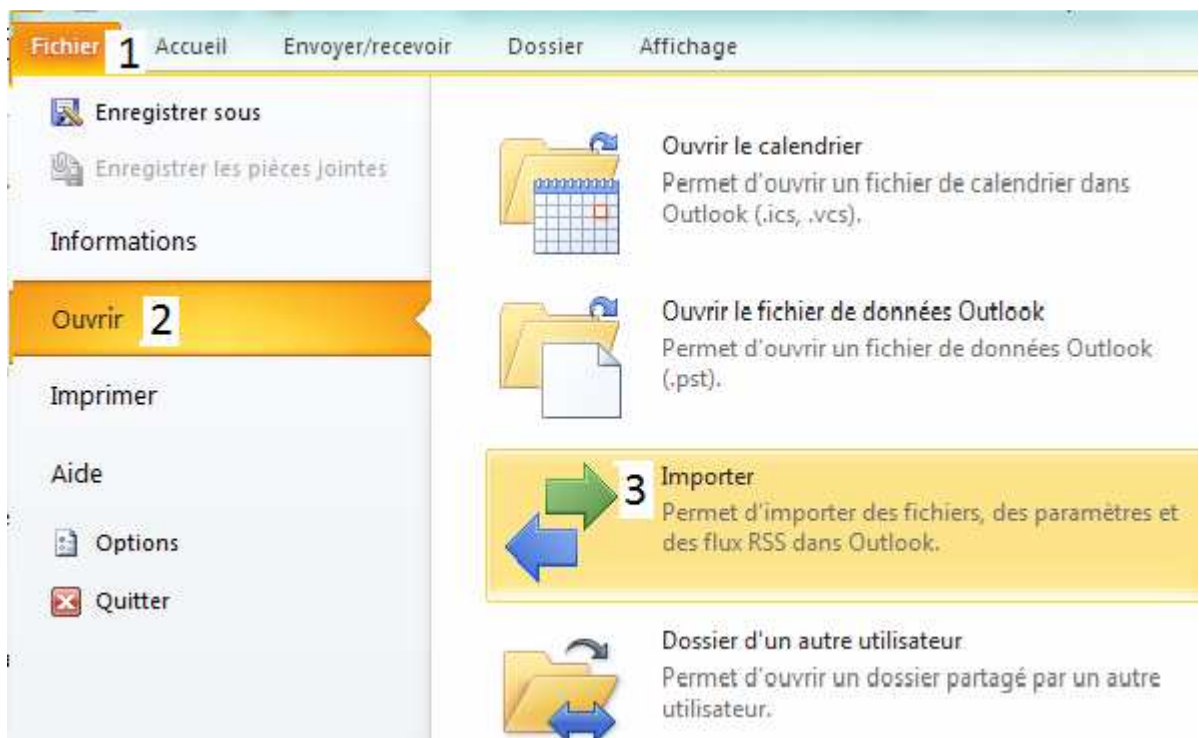 Fichier 1 Accueil Envoyer/recevoir Dossier Affichage
Enregistrer sous
Enregistrer les pièces jointes
Informations
Ouvrir 2
Imprimer
Aide
Options
Quitter
Ouvrir le calendrier
Permet d'ouvrir un fichier de calendrier dans
Outlook (.ics, .vcs).
Ouvrir le fichier de données Outlook
Permet d'ouvrir un fichier de données Outlook
(.pst).
3 Importer
Permet d'importer des fichiers, des paramètres et
des flux RSS dans Outlook.
Dossier d'un autre utilisateur
Permet d'ouvrir un dossier partagé par un autre
utilisateur.